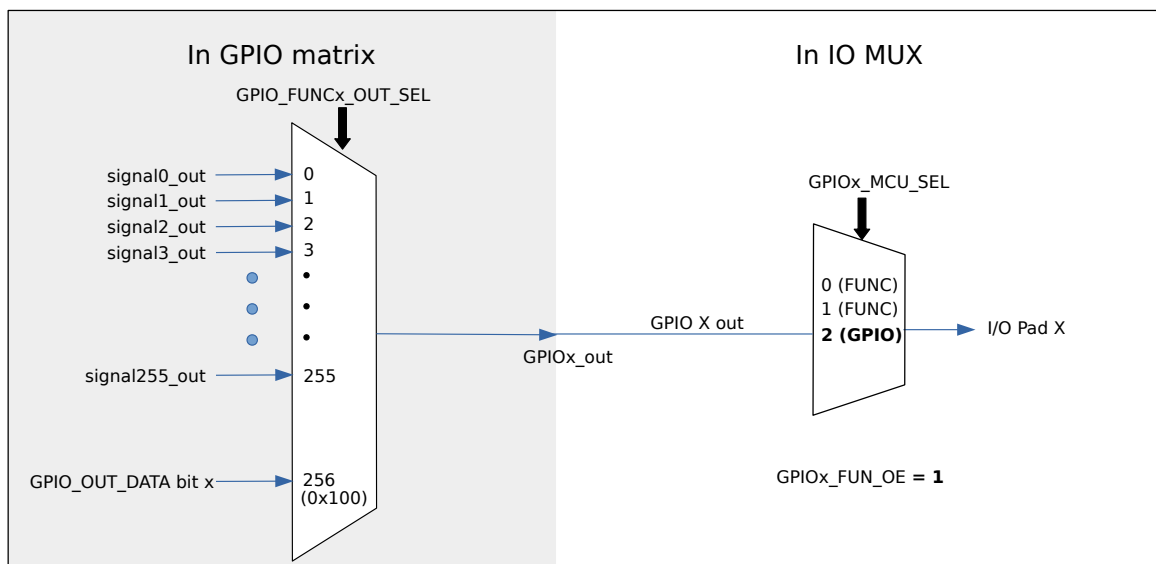 In GPIO matrix
In IO MUX
GPIO_FUNCx_OUT_SEL
signal0_out
0
signal1_out
1
signal2_out
2
signal3_out
3
GPIOx_MCU_SEL
0 (FUNC)
1 (FUNC)
2 (GPIO)
GPIO X out
GPIOx_out
I/O Pad X
signal255_out
255
GPIO_OUT_DATA bit x
256
(0x100)
GPIOx_FUN_OE = 1